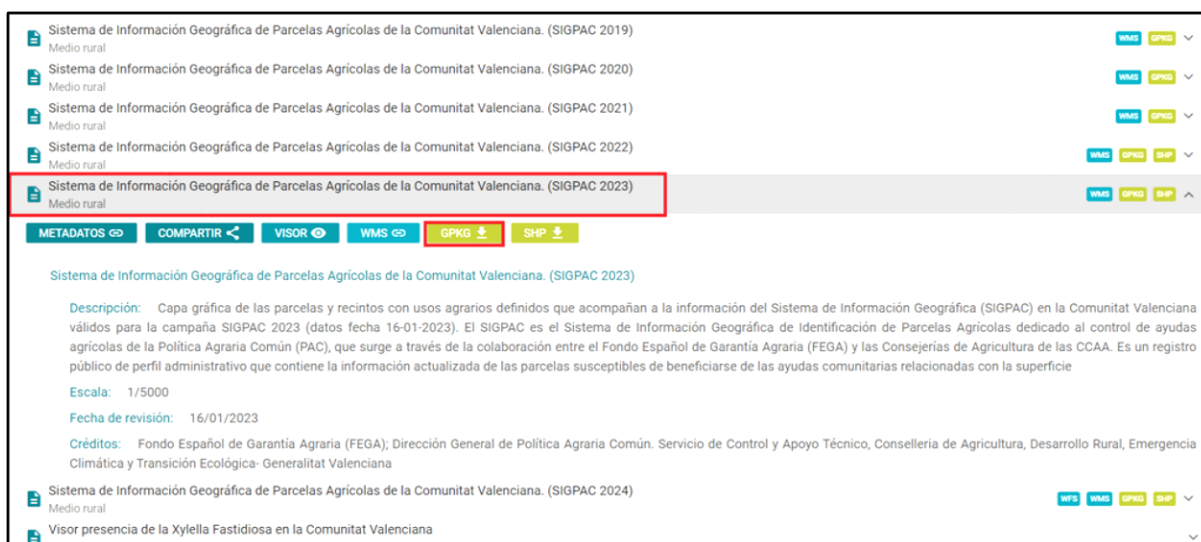 Sistema de Información Geográfica de Parcelas Agrícolas de la Comunitat Valenciana. (SIGPAC 2019)
WMS GPKG
Medio rural
Sistema de Información Geográfica de Parcelas Agrícolas de la Comunitat Valenciana. (SIGPAC 2020)
WMS GPKG
Medio rural
Sistema de Información Geográfica de Parcelas Agrícolas de la Comunitat Valenciana. (SIGPAC 2021)
WMS GPKG
Medio rural
Sistema de Información Geográfica de Parcelas Agrícolas de la Comunitat Valenciana. (SIGPAC 2022)
WMS GPKG SHP
Medio rural
Sistema de Información Geográfica de Parcelas Agrícolas de la Comunitat Valenciana. (SIGPAC 2023)
WMS GPKG SHP
Medio rural
METADATOS COMPARTIR VISOR WMS GPKG SHP
Sistema de Información Geográfica de Parcelas Agrícolas de la Comunitat Valenciana. (SIGPAC 2023)
Descripción: Capa gráfica de las parcelas y recintos con usos agrarios definidos que acompañan a la información del Sistema de Información Geográfica (SIGPAC) en la Comunitat Valenciana
válidos para la campaña SIGPAC 2023 (datos fecha 16-01-2023). El SIGPAC es el Sistema de Información Geográfica de Identificación de Parcelas Agrícolas dedicado al control de ayudas
agrícolas de la Política Agraria Común (PAC), que surge a través de la colaboración entre el Fondo Español de Garantía Agraria (FEGA) y las Consejerías de Agricultura de las CCAA. Es un registro
público de perfil administrativo que contiene la información actualizada de las parcelas susceptibles de beneficiarse de las ayudas comunitarias relacionadas con la superficie
Escala: 1/5000
Fecha de revisión: 16/01/2023
Créditos: Fondo Español de Garantía Agraria (FEGA); Dirección General de Política Agraria Común. Servicio de Control y Apoyo Técnico, Conselleria de Agricultura, Desarrollo Rural, Emergencia
Climática y Transición Ecológica- Generalitat Valenciana
Sistema de Información Geográfica de Parcelas Agrícolas de la Comunitat Valenciana. (SIGPAC 2024)
WFS WMS GPKG SHP
Medio rural
Visor presencia de la Xylella Fastidiosa en la Comunitat Valenciana